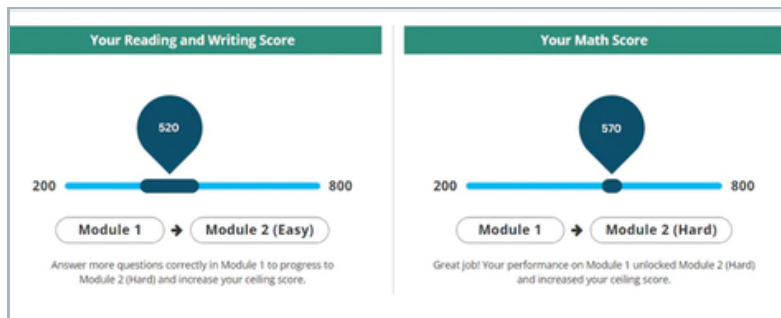 Your Reading and Writing Score
520
200
800
Module 1 → Module 2 (Easy)
Answer more questions correctly in Module 1 to progress to
Module 2 (Hard) and increase your ceiling score.
Your Math Score
570
200
800
Module 1 → Module 2 (Hard)
Great job! Your performance on Module 1 unlocked Module 2 (Hard)
and increased your ceiling score.